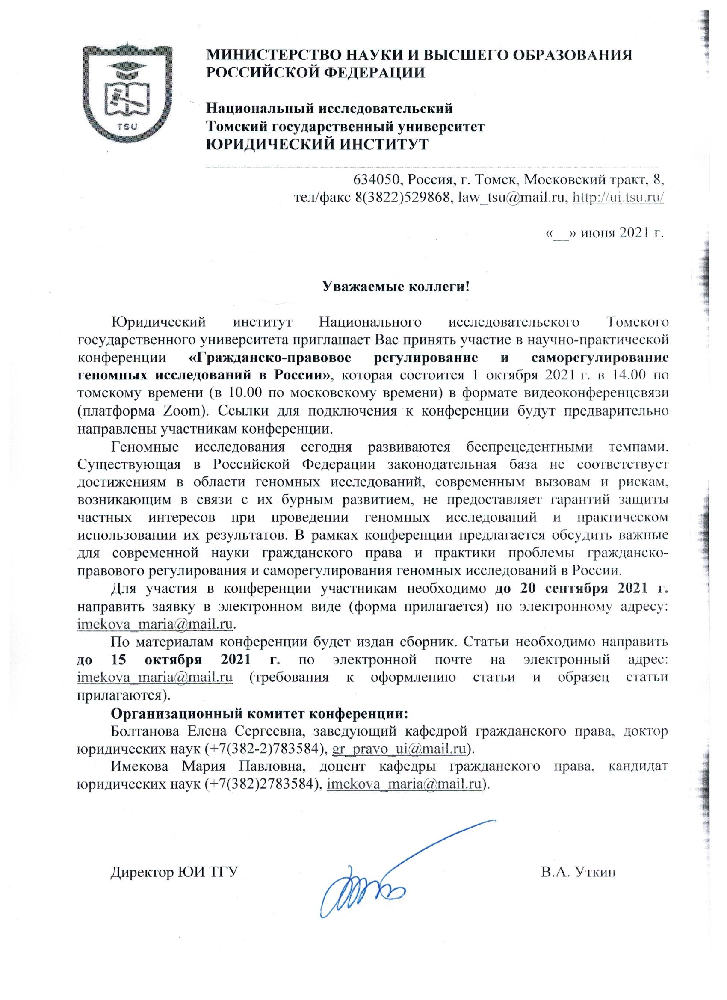 TSU
МИНИСТЕРСТВО НАУКИ И ВЫСШЕГО ОБРАЗОВАНИЯ
РОССИЙСКОЙ ФЕДЕРАЦИИ
Национальный исследовательский
Томский государственный университет
ЮРИДИЧЕСКИЙ ИНСТИТУТ
634050, Россия, г. Томск, Московский тракт, 8,
тел/факс 8(3822)529868, law_tsu@mail.ru, http://ui.tsu.ru/
«__» июня 2021 г.
Уважаемые коллеги!
Юридический институт Национального исследовательского Томского
государственного университета приглашает Вас принять участие в научно-практической
конференции «Гражданско-правовое регулирование и саморегулирование
геномных исследований в России», которая состоится 1 октября 2021 г. в 14.00 по
томскому времени (в 10.00 по московскому времени) в формате видеоконференцсвязи
(платформа Zoom). Ссылки для подключения к конференции будут предварительно
направлены участникам конференции.
Геномные исследования сегодня развиваются беспрецедентными темпами.
Существующая в Российской Федерации законодательная база не соответствует
достижениям в области геномных исследований, современным вызовам и рискам,
возникающим в связи с их бурным развитием, не предоставляет гарантий защиты
частных интересов при проведении геномных исследований и практическом
использовании их результатов. В рамках конференции предлагается обсудить важные
для современной науки гражданского права и практики проблемы гражданско-
правового регулирования и саморегулирования геномных исследований в России.
Для участия в конференции участникам необходимо до 20 сентября 2021 г.
направить заявку в электронном виде (форма прилагается) по электронному адресу:
imekova_maria@mail.ru.
По материалам конференции будет издан сборник. Статьи необходимо направить
до 15 октября 2021 г. по электронной почте на электронный адрес:
imekova_maria@mail.ru (требования к оформлению статьи и образец статьи
прилагаются).
Организационный комитет конференции:
Болтанова Елена Сергеевна, заведующий кафедрой гражданского права, доктор
юридических наук (+7(382-2)783584), gr_pravo_ui@mail.ru).
Имекова Мария Павловна, доцент кафедры гражданского права, кандидат
юридических наук (+7(382)2783584), imekova_maria@mail.ru).
Директор ЮИ ТГУ
В.А. Уткин